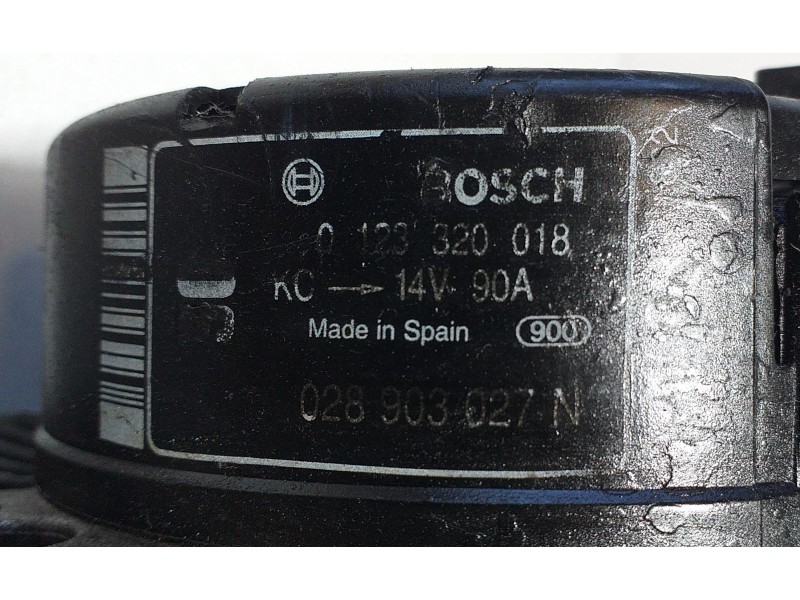 BOSCH
0 123 320 018
KC → 14V 90A
Made in Spain 900
028 903 027 N